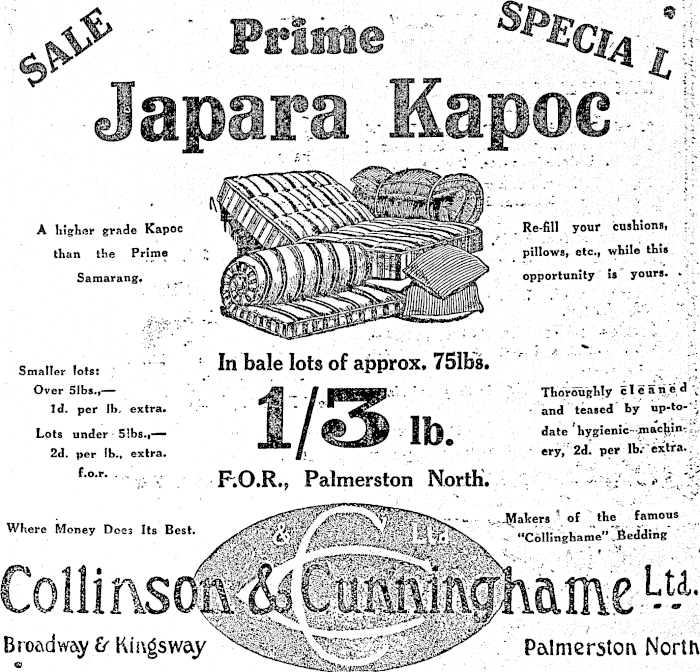 SALE
Prime
SPECIAL
Japara Kapoc
A higher grade Kapoc
than the Prime
Samarang.
Re-fill your cushions,
pillows, etc., while this
opportunity is yours.
In bale lots of approx. 75lbs.
1/3 lb.
F.O.R., Palmerston North.
Smaller lots:
Over 5lbs.,—
1d. per lb. extra.
Lots under 5lbs.,—
2d. per lb., extra.
f.o.r.
Thoroughly cleaned
and teased by up-to-
date hygienic machin-
ery, 2d. per lb. extra.
Where Money Does Its Best.
Makers of the famous
"Collinghame" Bedding
& Ltd
Collinson & Cunninghame Ltd.
Broadway & Kingsway
Palmerston North